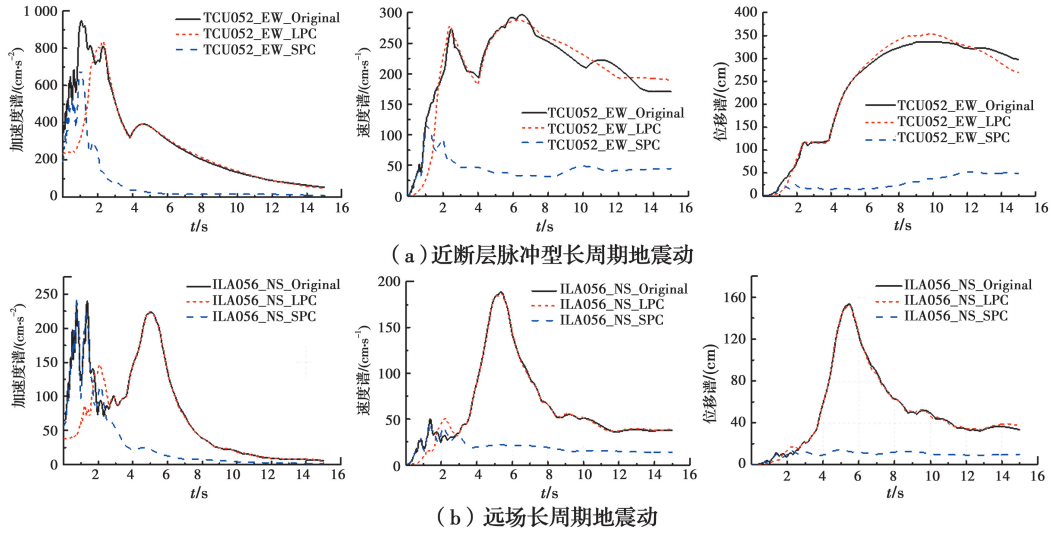 加速度谱/(cm·s⁻²)
1 000
800
600
400
200
0
TCU052_EW_Original
TCU052_EW_LPC
TCU052_EW_SPC
2 4 6 8 10 12 14 16
t/s
速度谱/(cm·s⁻¹)
300
250
200
150
100
50
0
TCU052_EW_Original
TCU052_EW_LPC
TCU052_EW_SPC
2 4 6 8 10 12 14 16
t/s
位移谱/(cm)
400
350
300
250
200
150
100
50
0
TCU052_EW_Original
TCU052_EW_LPC
TCU052_EW_SPC
2 4 6 8 10 12 14 16
t/s
(a)近断层脉冲型长周期地震动
加速度谱/(cm·s⁻²)
250
200
150
100
50
0
ILA056_NS_Original
ILA056_NS_LPC
ILA056_NS_SPC
2 4 6 8 10 12 14 16
t/s
速度谱/(cm·s⁻¹)
200
150
100
50
0
ILA056_NS_Original
ILA056_NS_LPC
ILA056_NS_SPC
2 4 6 8 10 12 14 16
t/s
位移谱/(cm)
160
120
80
40
0
ILA056_NS_Original
ILA056_NS_LPC
ILA056_NS_SPC
2 4 6 8 10 12 14 16
t/s
(b)远场长周期地震动